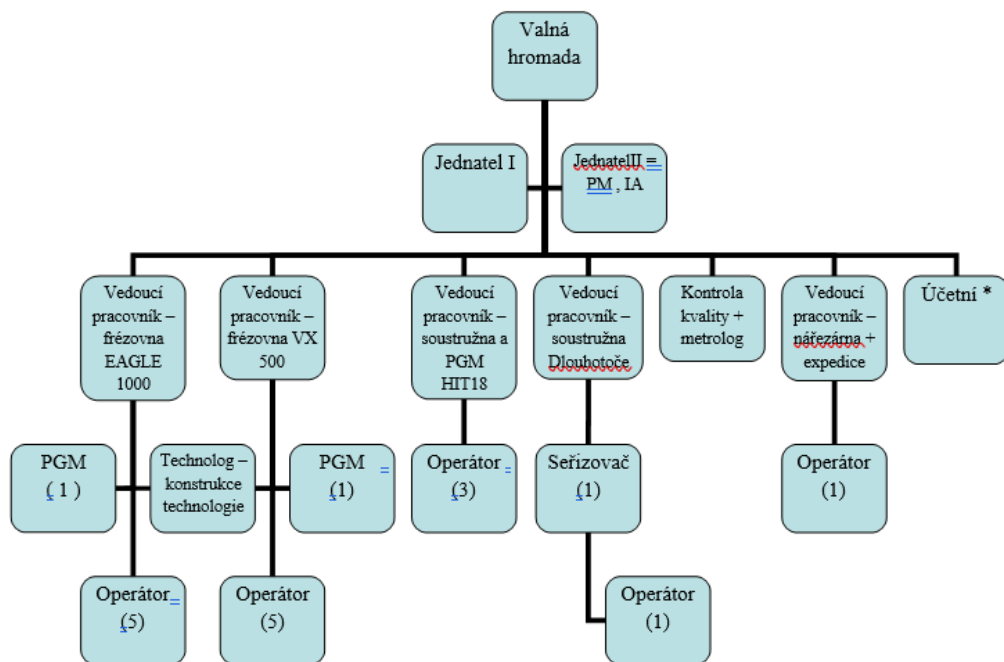 Valná
hromada
Jednatel I
JednatelII =
PM , IA
Vedoucí
pracovník –
frézovna
EAGLE
1000
Vedoucí
pracovník –
frézovna VX
500
Vedoucí
pracovník –
soustružna a
PGM
HIT18
Vedoucí
pracovník –
soustružna
Dlouhotoče
Kontrola
kvality +
metrolog
Vedoucí
pracovník –
nářezárna +
expedice
Účetní *
PGM
( 1 )
Technolog –
konstrukce
technologie
PGM
(1)
Operátor
(3)
Seřizovač
(1)
Operátor
(1)
Operátor
(5)
Operátor
(5)
Operátor
(1)